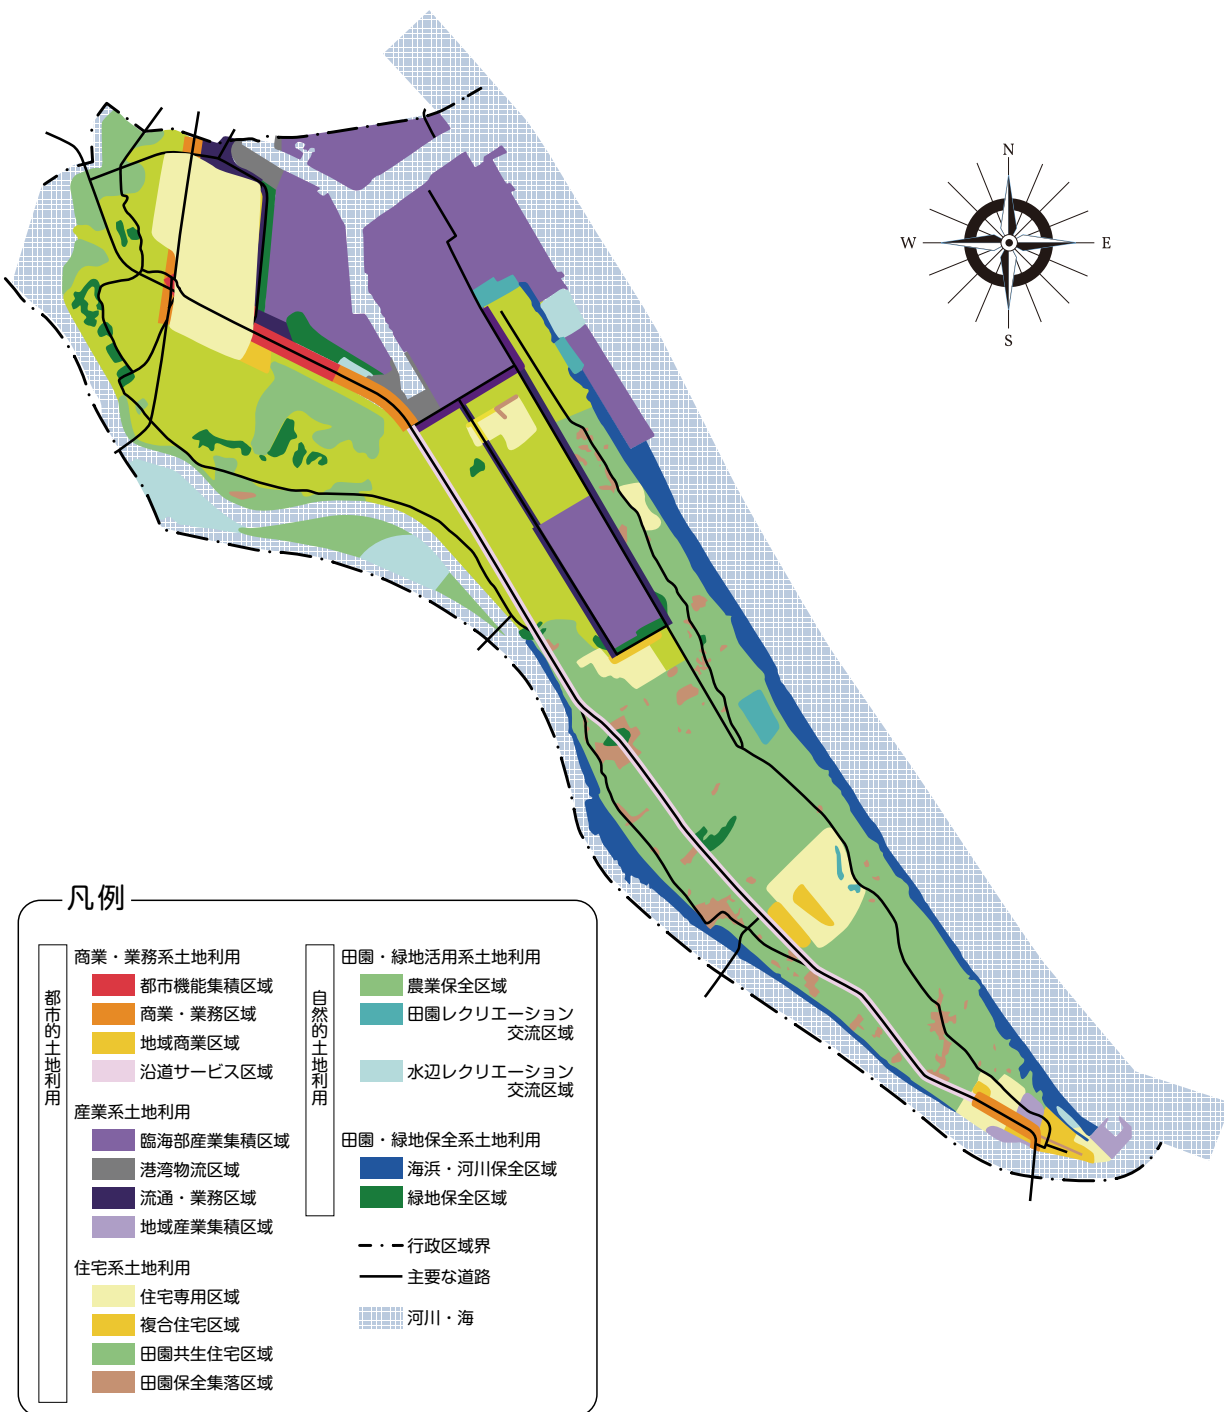 N
W
E
S
凡例
都市的土地利用
商業・業務系土地利用
都市機能集積区域
商業・業務区域
地域商業区域
沿道サービス区域
産業系土地利用
臨海部産業集積区域
港湾物流区域
流通・業務区域
地域産業集積区域
住宅系土地利用
住宅専用区域
複合住宅区域
田園共生住宅区域
田園保全集落区域
自然的土地利用
田園・緑地活用系土地利用
農業保全区域
田園レクリエーション
交流区域
水辺レクリエーション
交流区域
田園・緑地保全系土地利用
海浜・河川保全区域
緑地保全区域
行政区域界
主要な道路
河川・海